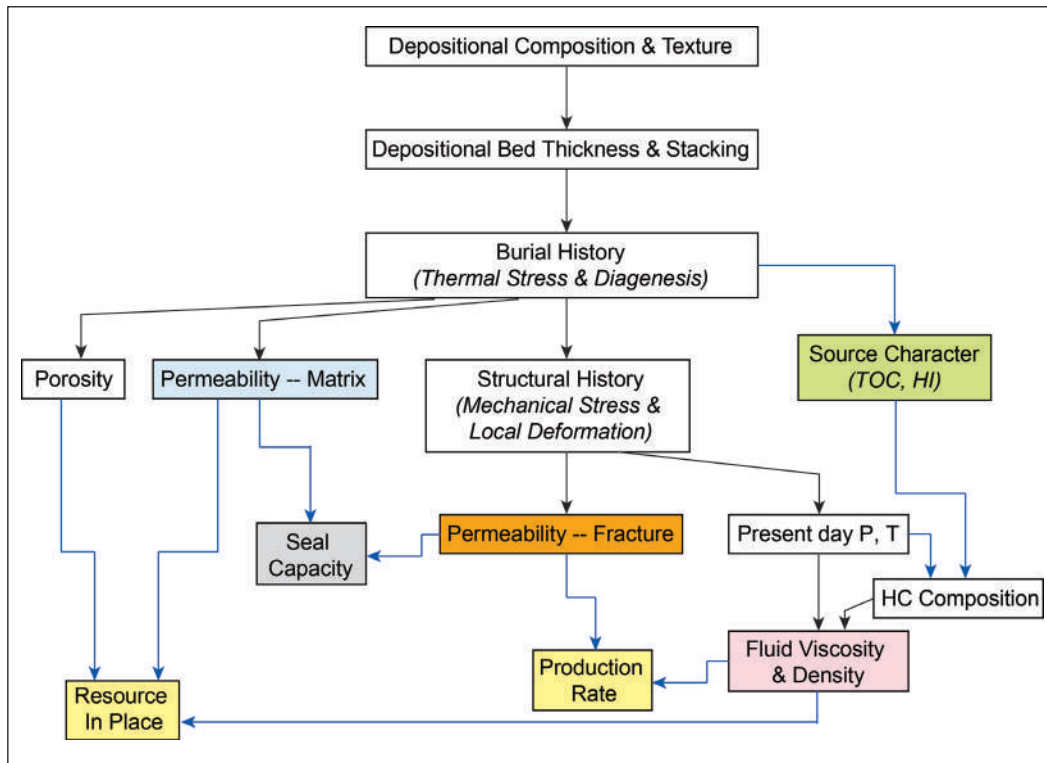 Depositional Composition & Texture
Depositional Bed Thickness & Stacking
Burial History
(Thermal Stress & Diagenesis)
Porosity
Permeability -- Matrix
Structural History
(Mechanical Stress &
Local Deformation)
Source Character
(TOC, HI)
Seal
Capacity
Permeability -- Fracture
Present day P, T
HC Composition
Resource
In Place
Production
Rate
Fluid Viscosity
& Density